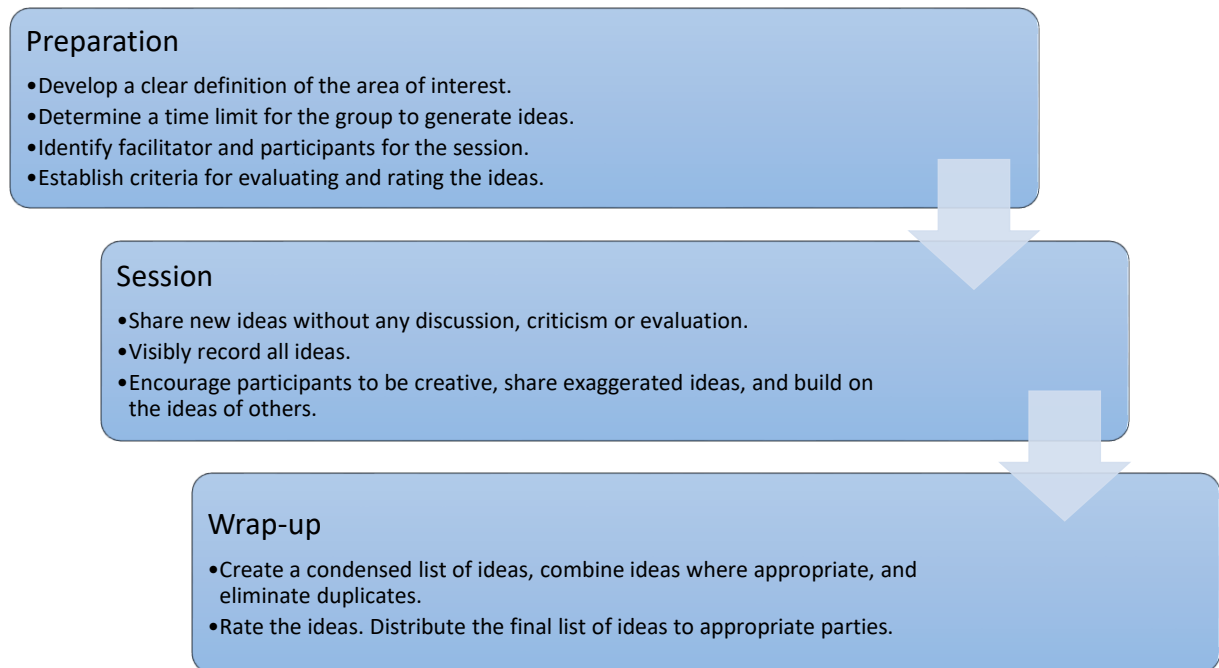 Preparation
•Develop a clear definition of the area of interest.
•Determine a time limit for the group to generate ideas.
•Identify facilitator and participants for the session.
•Establish criteria for evaluating and rating the ideas.
Session
•Share new ideas without any discussion, criticism or evaluation.
•Visibly record all ideas.
•Encourage participants to be creative, share exaggerated ideas, and build on
the ideas of others.
Wrap-up
•Create a condensed list of ideas, combine ideas where appropriate, and
eliminate duplicates.
•Rate the ideas. Distribute the final list of ideas to appropriate parties.